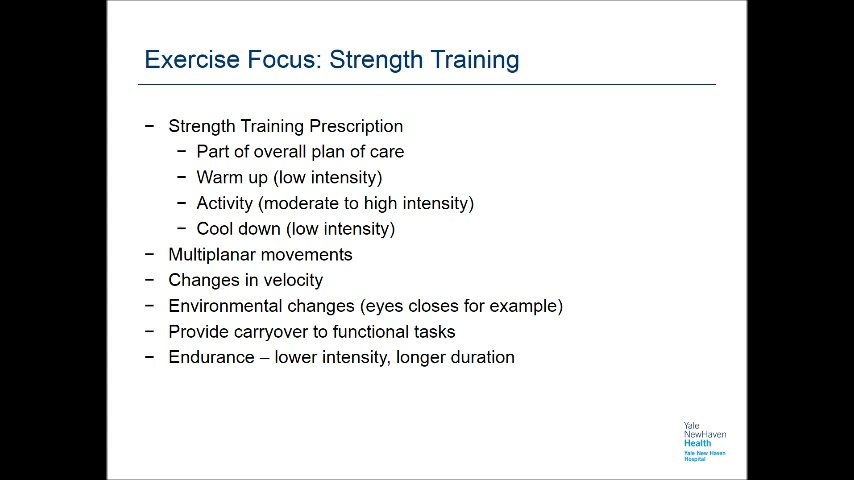 Exercise Focus: Strength Training
− Strength Training Prescription
− Part of overall plan of care
− Warm up (low intensity)
− Activity (moderate to high intensity)
− Cool down (low intensity)
− Multiplanar movements
− Changes in velocity
− Environmental changes (eyes closes for example)
− Provide carryover to functional tasks
− Endurance – lower intensity, longer duration
Yale
NewHaven
Health
Yale New Haven
Hospital